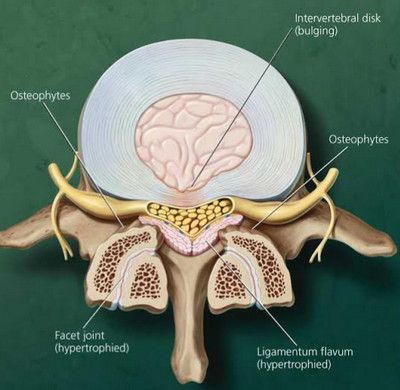 Intervertebral disk
(bulging)
Osteophytes
Osteophytes
Facet joint
(hypertrophied)
Ligamentum flavum
(hypertrophied)